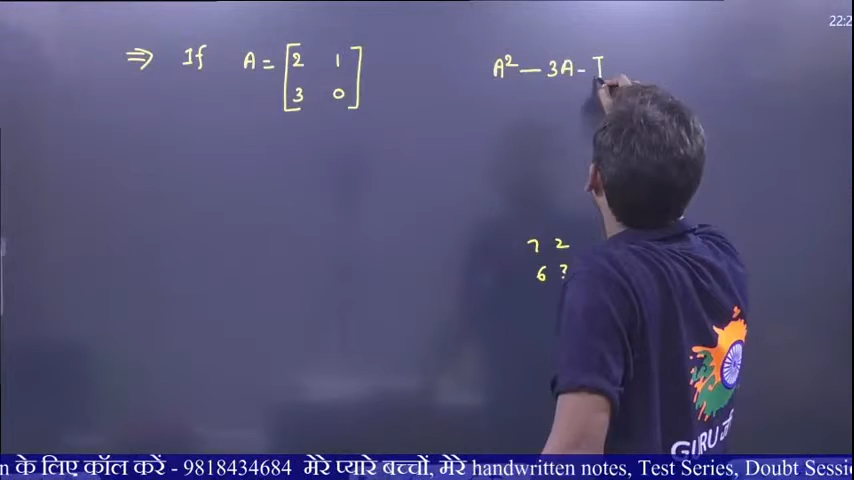 22:2
⇒ If A = [ 2 1
3 0 ]
A² — 3A - I
7 2
6 ?
GURU
n के लिए कॉल करें - 9818434684 मेरे प्यारे बच्चों, मेरे handwritten notes, Test Series, Doubt Sessi